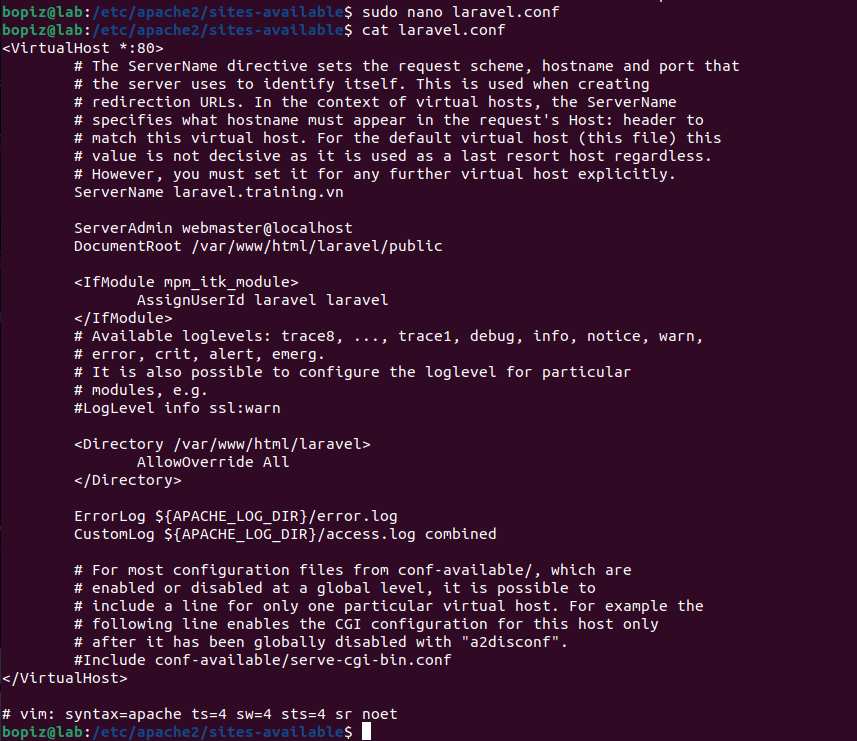 bopiz@lab:/etc/apache2/sites-available$ sudo nano laravel.conf
bopiz@lab:/etc/apache2/sites-available$ cat laravel.conf
<VirtualHost *:80>
        # The ServerName directive sets the request scheme, hostname and port that
        # the server uses to identify itself. This is used when creating
        # redirection URLs. In the context of virtual hosts, the ServerName
        # specifies what hostname must appear in the request's Host: header to
        # match this virtual host. For the default virtual host (this file) this
        # value is not decisive as it is used as a last resort host regardless.
        # However, you must set it for any further virtual host explicitly.
        ServerName laravel.training.vn

        ServerAdmin webmaster@localhost
        DocumentRoot /var/www/html/laravel/public

        <IfModule mpm_itk_module>
               AssignUserId laravel laravel
        </IfModule>
        # Available loglevels: trace8, ..., trace1, debug, info, notice, warn,
        # error, crit, alert, emerg.
        # It is also possible to configure the loglevel for particular
        # modules, e.g.
        #LogLevel info ssl:warn

        <Directory /var/www/html/laravel>
               AllowOverride All
        </Directory>

        ErrorLog ${APACHE_LOG_DIR}/error.log
        CustomLog ${APACHE_LOG_DIR}/access.log combined

        # For most configuration files from conf-available/, which are
        # enabled or disabled at a global level, it is possible to
        # include a line for only one particular virtual host. For example the
        # following line enables the CGI configuration for this host only
        # after it has been globally disabled with "a2disconf".
        #Include conf-available/serve-cgi-bin.conf
</VirtualHost>

# vim: syntax=apache ts=4 sw=4 sts=4 sr noet
bopiz@lab:/etc/apache2/sites-available$